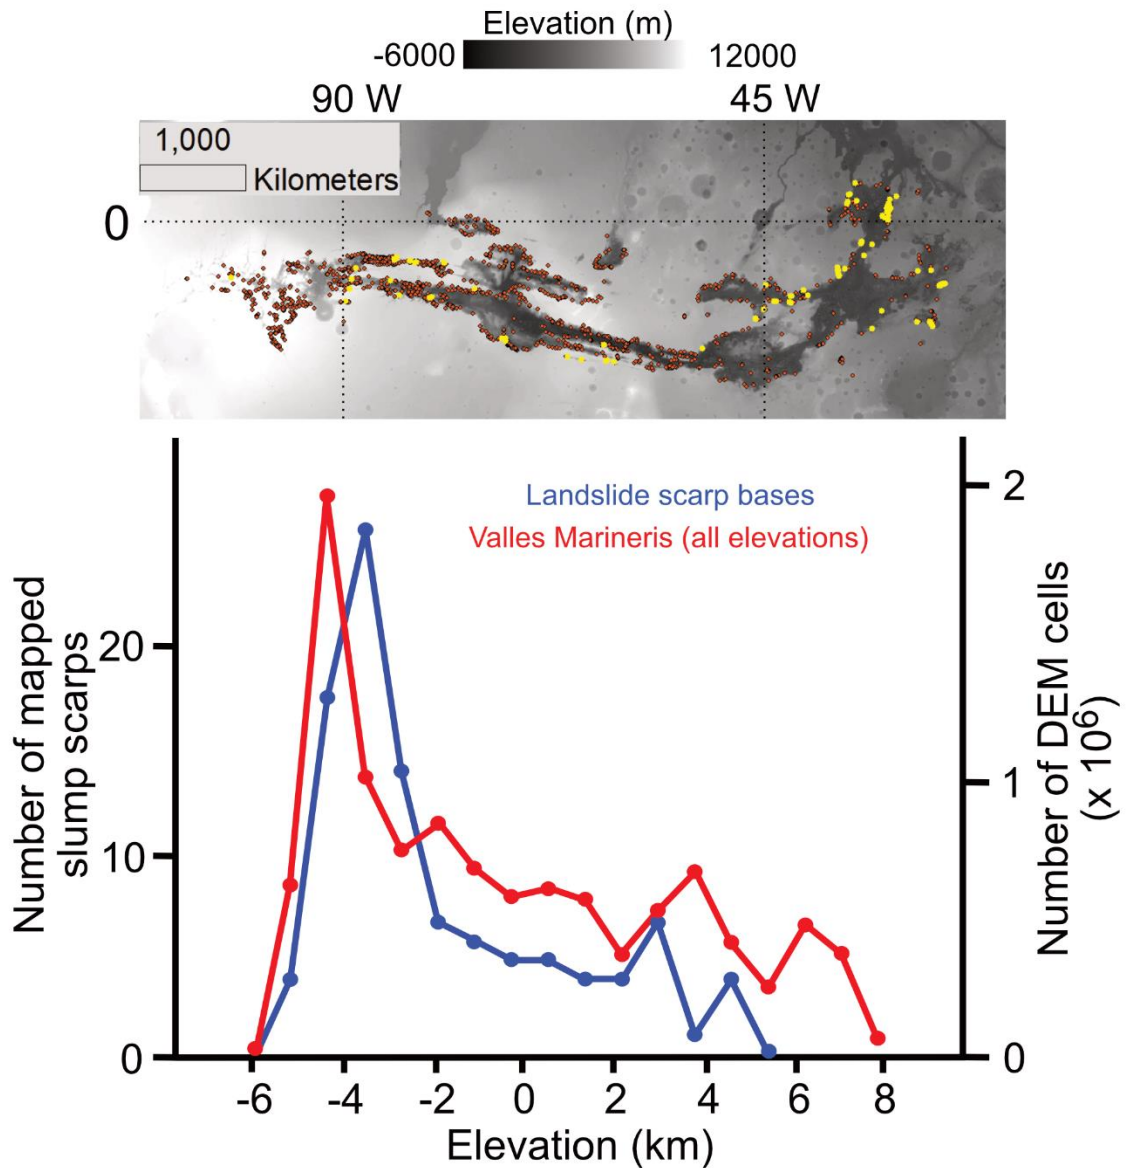 Elevation (m)
-6000 12000
90 W 45 W
1,000
Kilometers
0
Landslide scarp bases
Valles Marineris (all elevations)
Number of mapped
slump scarps
20
10
0
2
1
0
Number of DEM cells
(x 10⁶)
-6 -4 -2 0 2 4 6 8
Elevation (km)